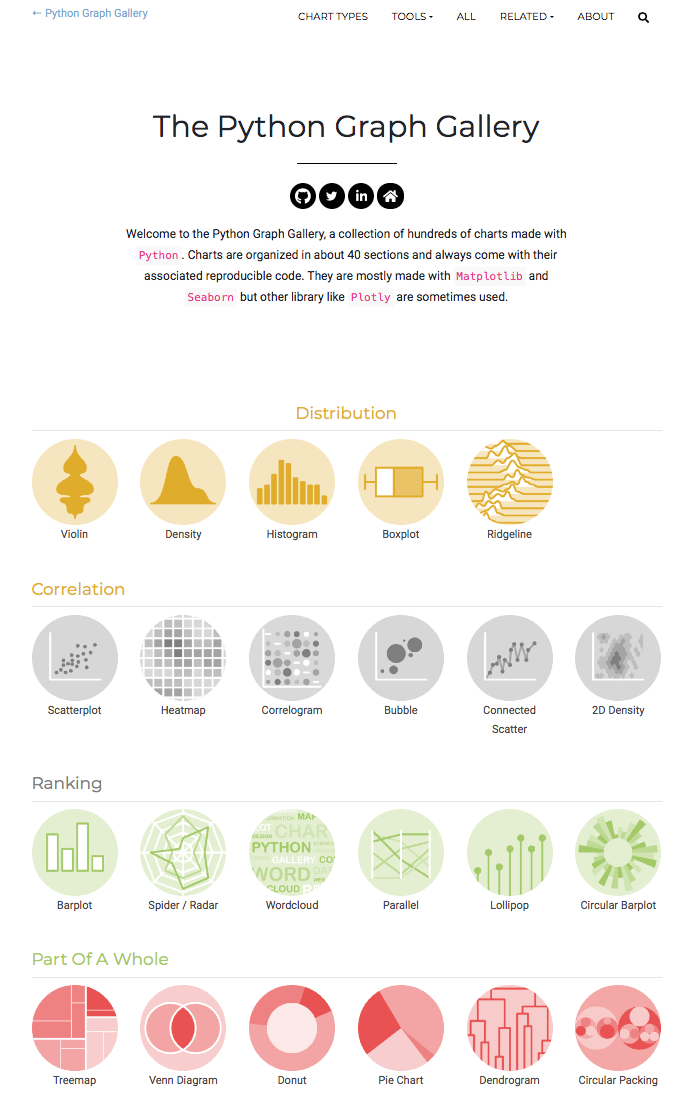 ← Python Graph Gallery
CHART TYPES TOOLS ALL RELATED ABOUT
The Python Graph Gallery
in
Welcome to the Python Graph Gallery, a collection of hundreds of charts made with
Python. Charts are organized in about 40 sections and always come with their
associated reproducible code. They are mostly made with Matplotlib and
Seaborn but other library like Plotly are sometimes used.
Distribution
Violin Density Histogram Boxplot Ridgeline
Correlation
Scatterplot Heatmap Correlogram Bubble Connected 2D Density
Scatter
Ranking
MAP
CHAR
DESIGN
PYTHON
GALLERY
WORD DATA
CLOUD
Barplot Spider / Radar Wordcloud Parallel Lollipop Circular Barplot
Part Of A Whole
Treemap Venn Diagram Donut Pie Chart Dendrogram Circular Packing